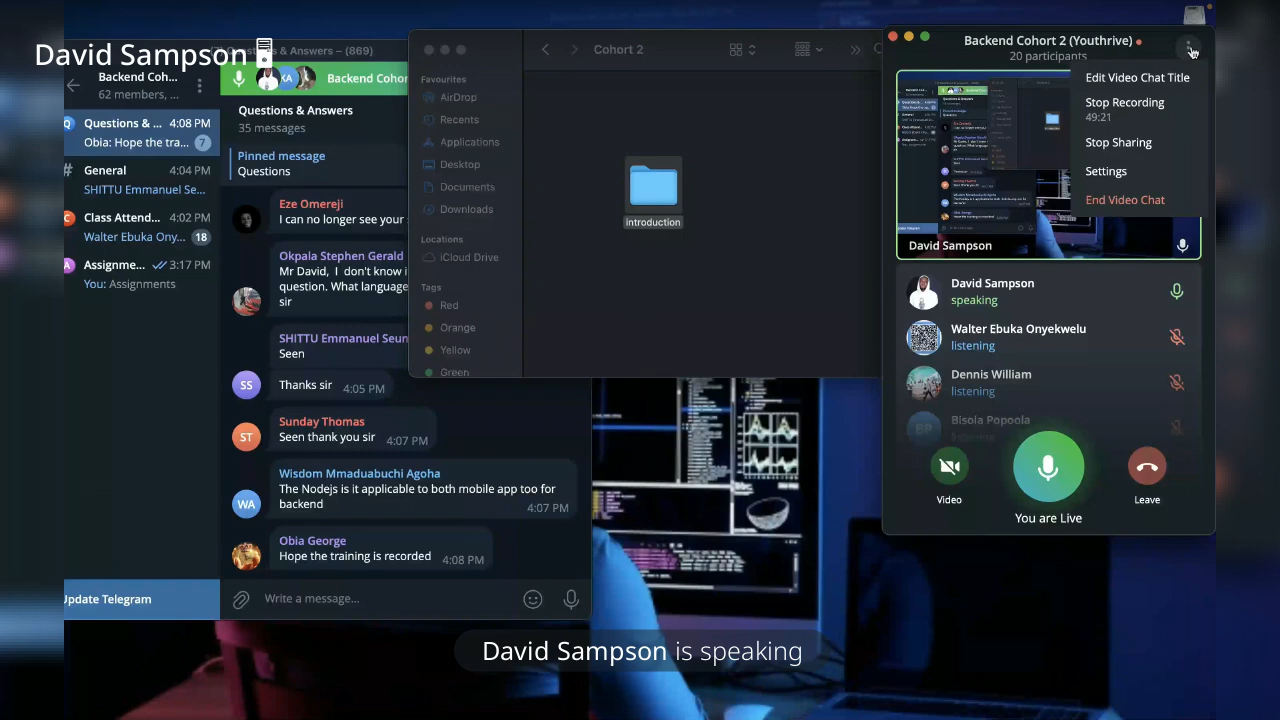 David Sampson
Questions & Answers – (869)
Backend Coh...
62 members, ...
Questions & ...
4:08 PM
Obia: Hope the tra...
General
4:04 PM
SHITTU Emmanuel Se...
Class Attend...
4:02 PM
Walter Ebuka Ony...
18
Assignme...
3:17 PM
You: Assignments
Update Telegram
KA
Backend Cohor
Questions & Answers
35 messages
Pinned message
Question
Eze Omereji
I can no longer see your
Okpala Stephen Gerald
Mr David, I don't know i
question. What language
sir
SHITTU Emmanuel Seun
Seen
SS
Thanks sir
4:05 PM
Sunday Thomas
ST
Seen thank you sir
4:07 PM
Wisdom Mmaduabuchi Agoha
The Nodejs is it applicable to both mobile app too for
WA
backend
4:07 PM
Obia George
Hope the training is recorded
4:08 PM
Write a message...
Cohort 2
Favourites
AirDrop
Recents
Applications
Desktop
Documents
Downloads
Locations
iCloud Drive
Tags
Red
Orange
Yellow
Green
introduction
Backend Cohort 2 (Youthrive)
20 participants
Edit Video Chat Title
Stop Recording
49:21
Stop Sharing
Settings
End Video Chat
David Sampson
David Sampson
speaking
Walter Ebuka Onyekwelu
listening
Dennis William
listening
Bisola Popoola
BP
listening
Video
Leave
You are Live
David Sampson is speaking